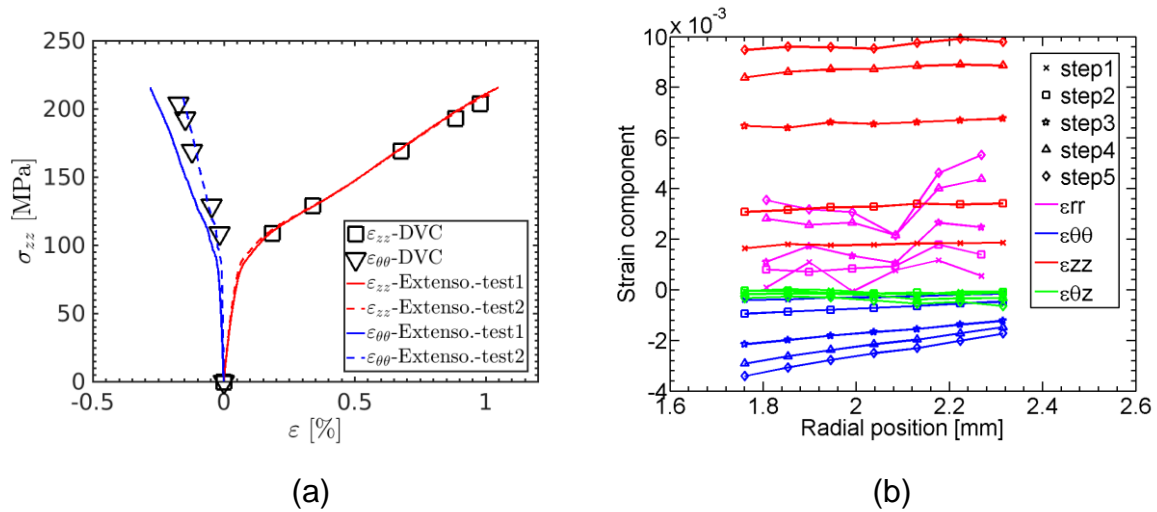 250
200
150
100
50
0
-0.5
0
0.5
1
σzz [MPa]
ε [%]
εzz-DVC
εθθ-DVC
εzz-Extenso.-test1
εzz-Extenso.-test2
εθθ-Extenso.-test1
εθθ-Extenso.-test2
(a)
x 10^-3
10
8
6
4
2
0
-2
-4
1.6
1.8
2
2.2
2.4
2.6
Strain component
Radial position [mm]
step1
step2
step3
step4
step5
εrr
εθθ
εzz
εθz
(b)